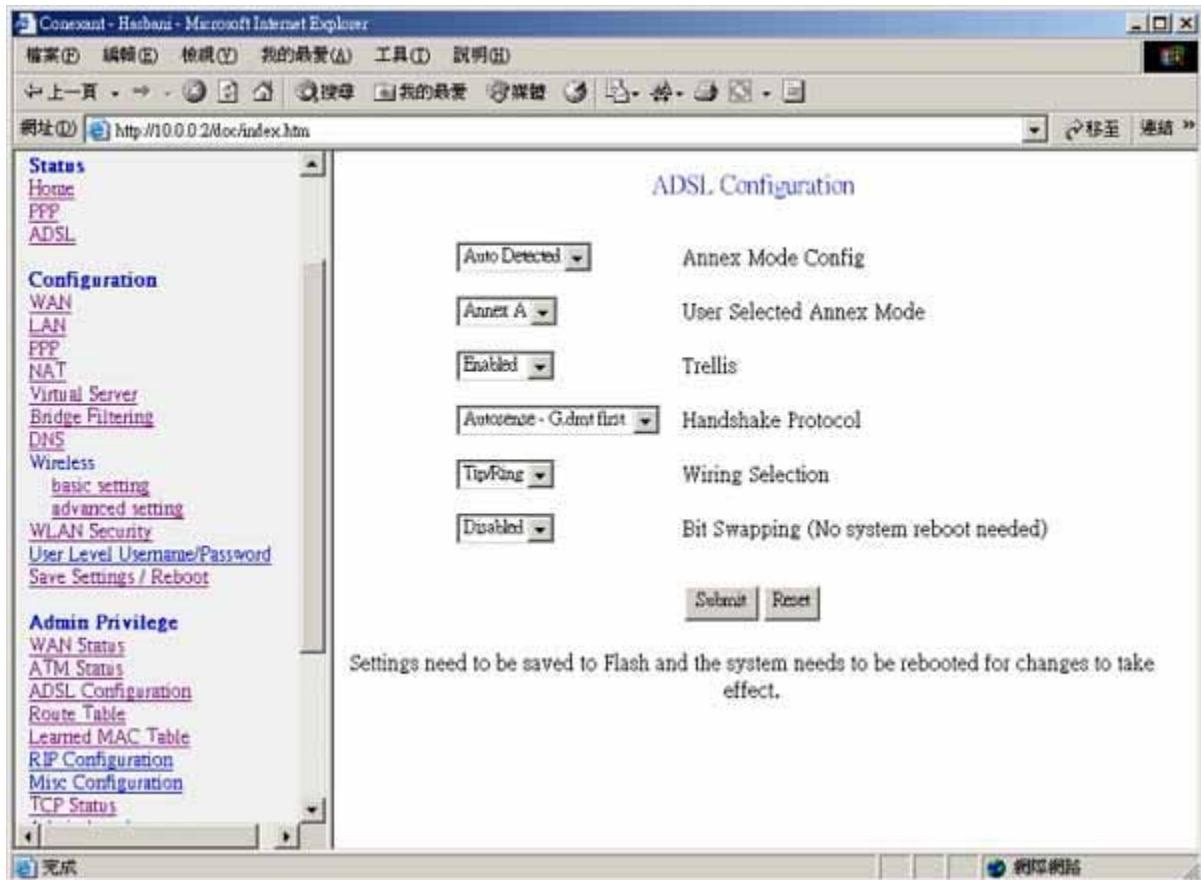 Conexant - Hasbani - Microsoft Internet Explorer
檔案(F) 編輯(E) 檢視(V) 我的最愛(A) 工具(T) 說明(H)
上一頁 搜尋 我的最愛 媒體
網址(D) http://10.0.0.2/doc/index.htm 移至 連結 »
Status
Home
PPP
ADSL
Configuration
WAN
LAN
PPP
NAT
Virtual Server
Bridge Filtering
DNS
Wireless
basic setting
advanced setting
WLAN Security
User Level Username/Password
Save Settings / Reboot
Admin Privilege
WAN Status
ATM Status
ADSL Configuration
Route Table
Learned MAC Table
RIP Configuration
Misc Configuration
TCP Status
ADSL Configuration
Auto Detected Annex Mode Config
Annex A User Selected Annex Mode
Enabled Trellis
Autosense - G.dmt first Handshake Protocol
Tip/Ring Wiring Selection
Disabled Bit Swapping (No system reboot needed)
Submit Reset
Settings need to be saved to Flash and the system needs to be rebooted for changes to take
effect.
完成 網際網路